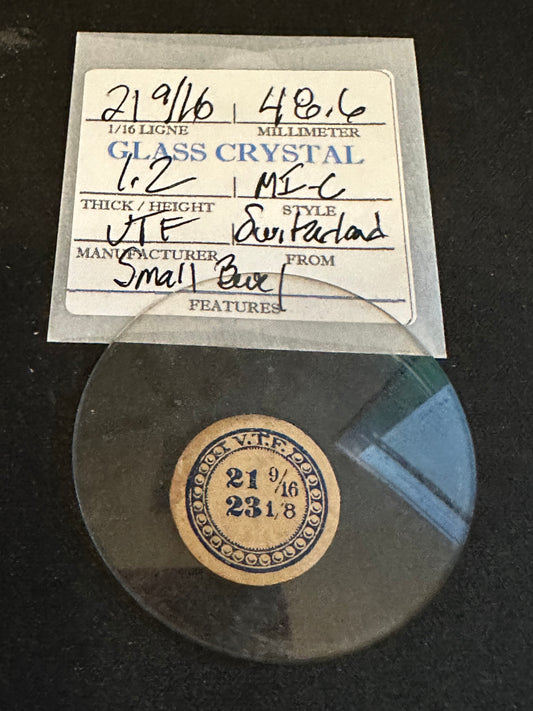 21 9/16 | 48.6
1/16 LIGNE MILLIMETER
GLASS CRYSTAL
1.2 | MI-C
THICK / HEIGHT STYLE
VTF | Switzerland
MANUFACTURER FROM
Small Bevel
FEATURES
V.T.F.
21 9/16
23 1/8